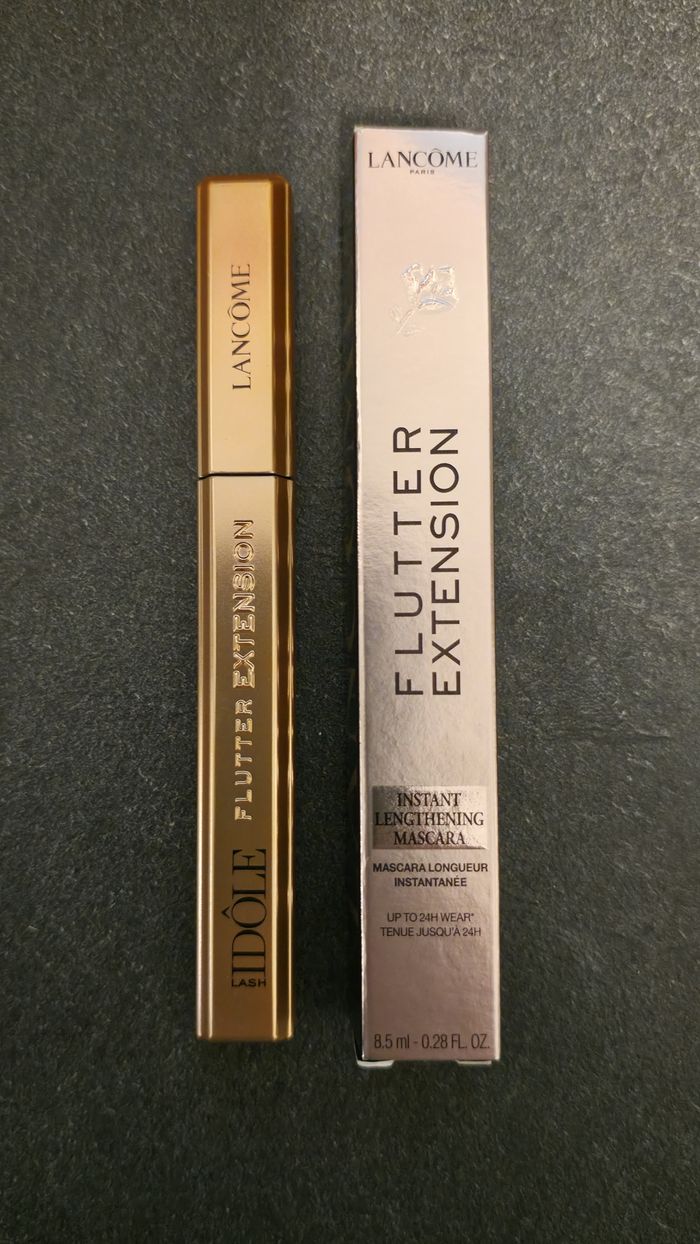 LANCÔME
FLUTTER EXTENSION
LASH IDÔLE
LANCÔME
PARIS
FLUTTER
EXTENSION
INSTANT
LENGTHENING
MASCARA
MASCARA LONGUEUR
INSTANTANÉE
UP TO 24H WEAR*
TENUE JUSQU'À 24H
8.5 ml - 0.28 FL. OZ.